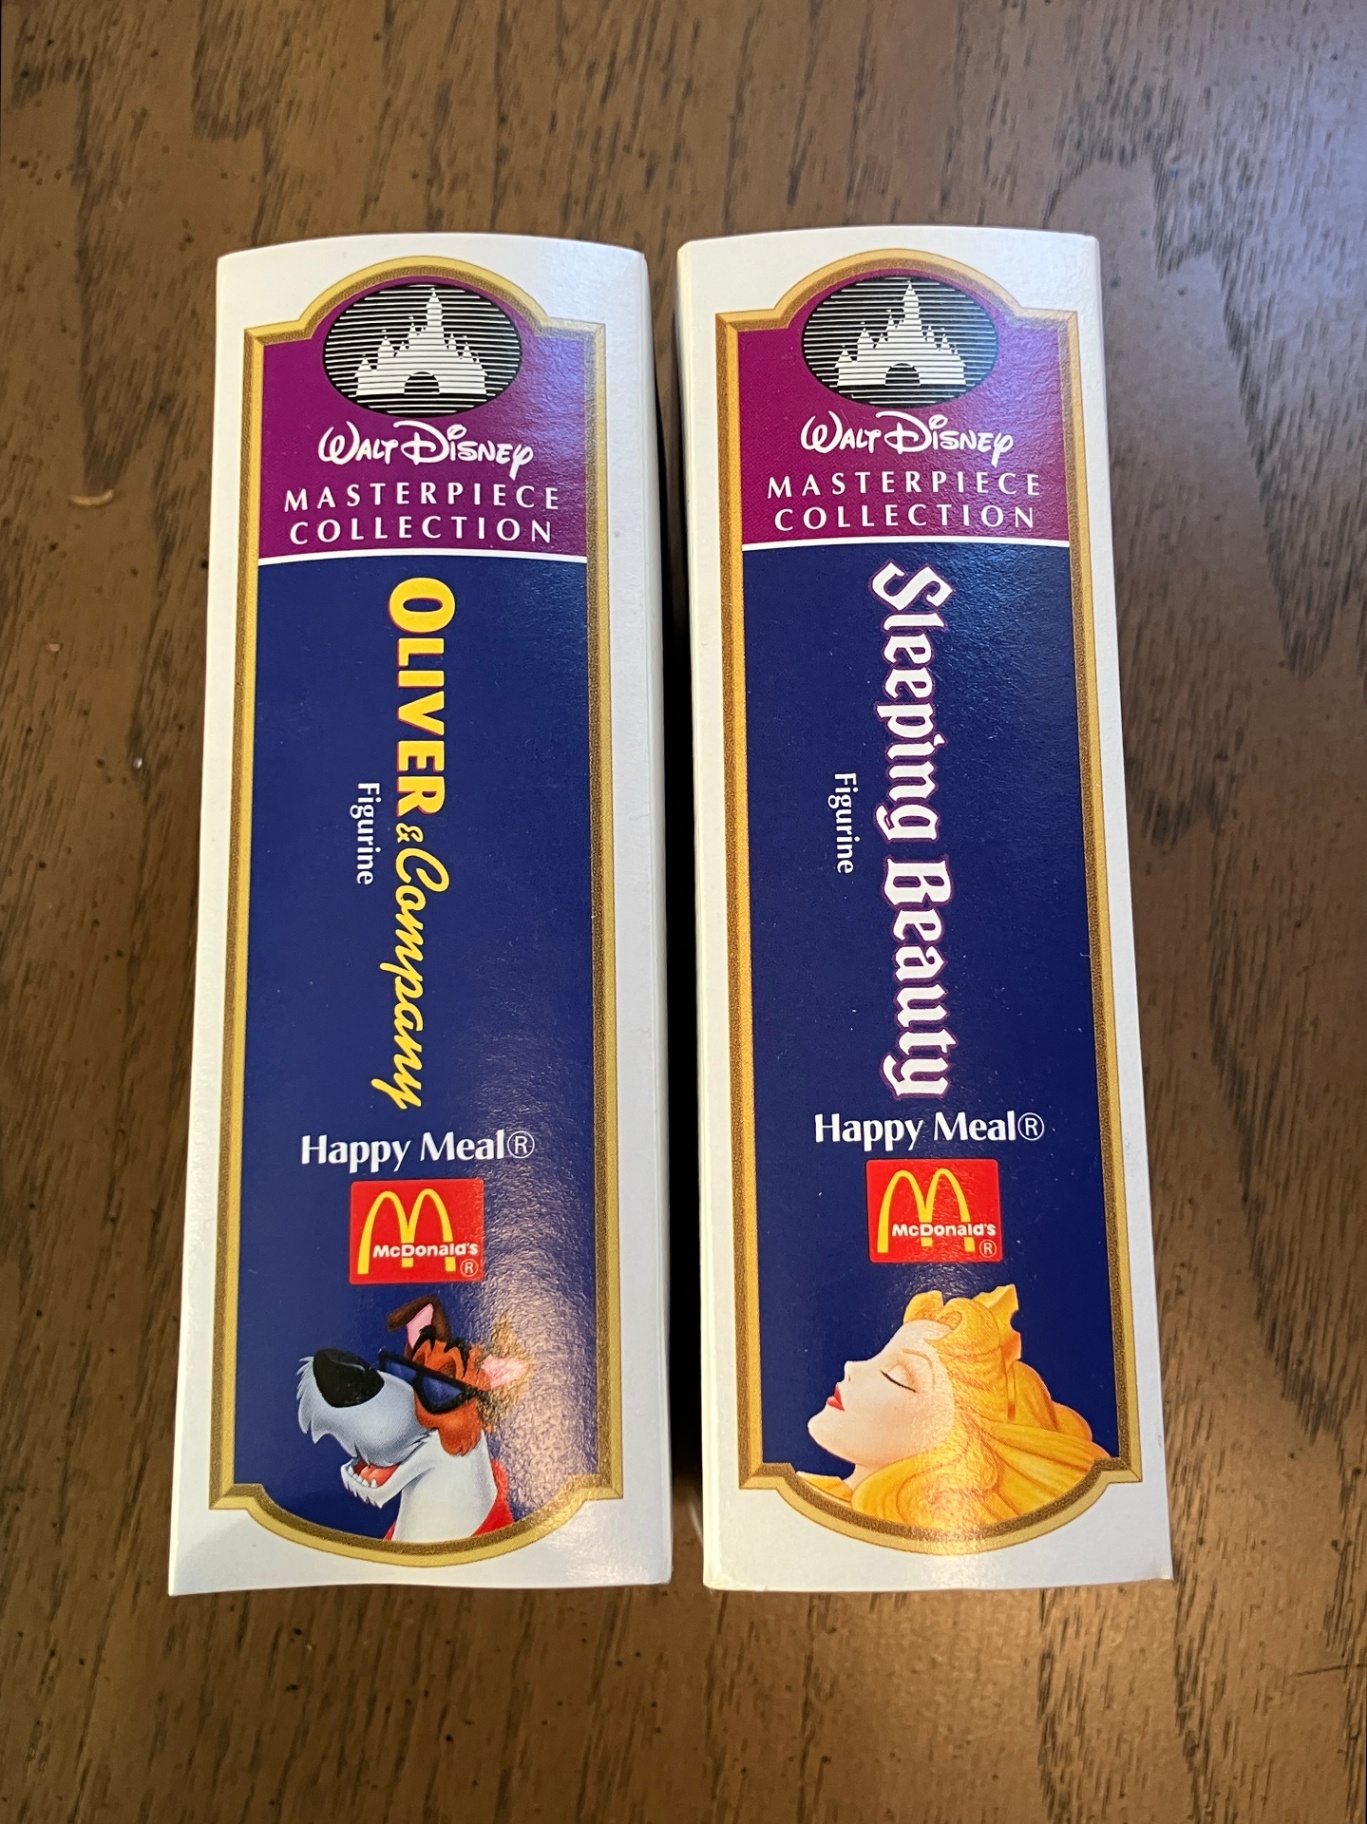 WALT DISNEY
MASTERPIECE
COLLECTION
OLIVER & Company
Figurine
Happy Meal®
McDonald's
®
WALT DISNEY
MASTERPIECE
COLLECTION
Sleeping Beauty
Figurine
Happy Meal®
McDonald's
®